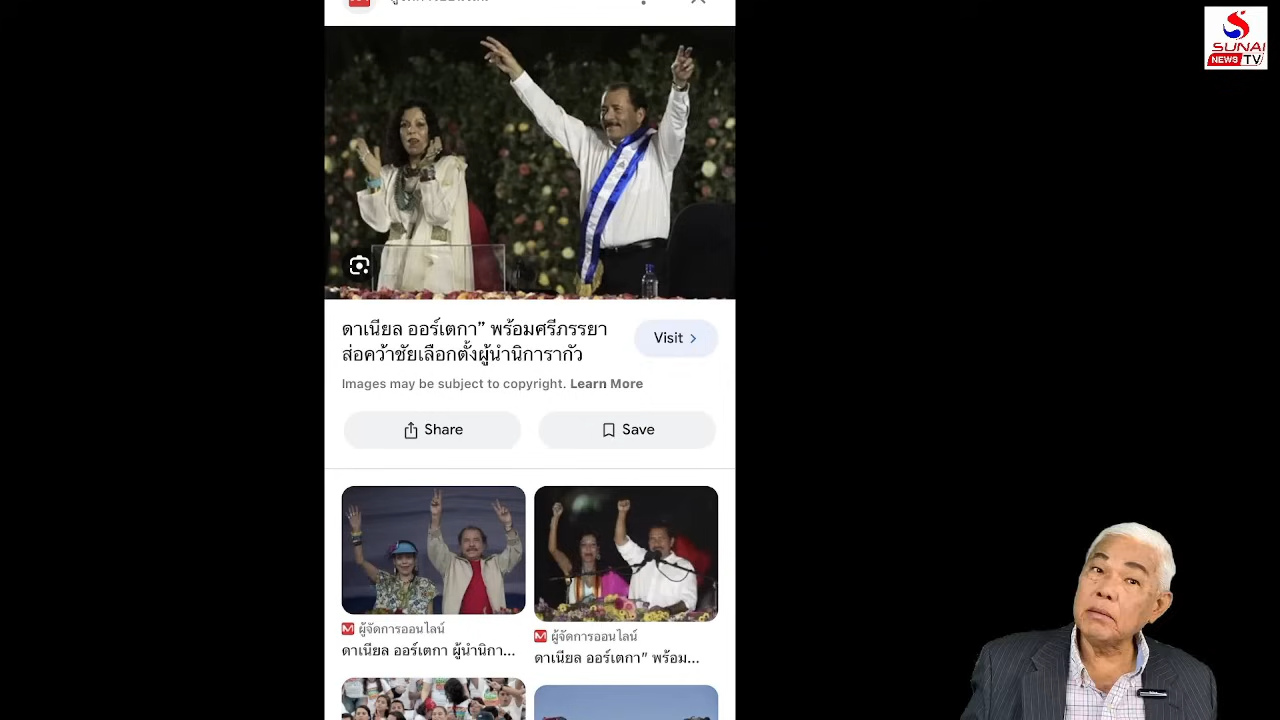 SUNAI
NEWS TV
ดาเนียล ออร์เตกา” พร้อมศรีภรรยา
ส่อคว้าชัยเลือกตั้งผู้นำนิการากัว
Visit
Images may be subject to copyright. Learn More
Share
Save
ผู้จัดการออนไลน์
ดาเนียล ออร์เตกา ผู้นำนิกา...
ผู้จัดการออนไลน์
ดาเนียล ออร์เตกา” พร้อม...